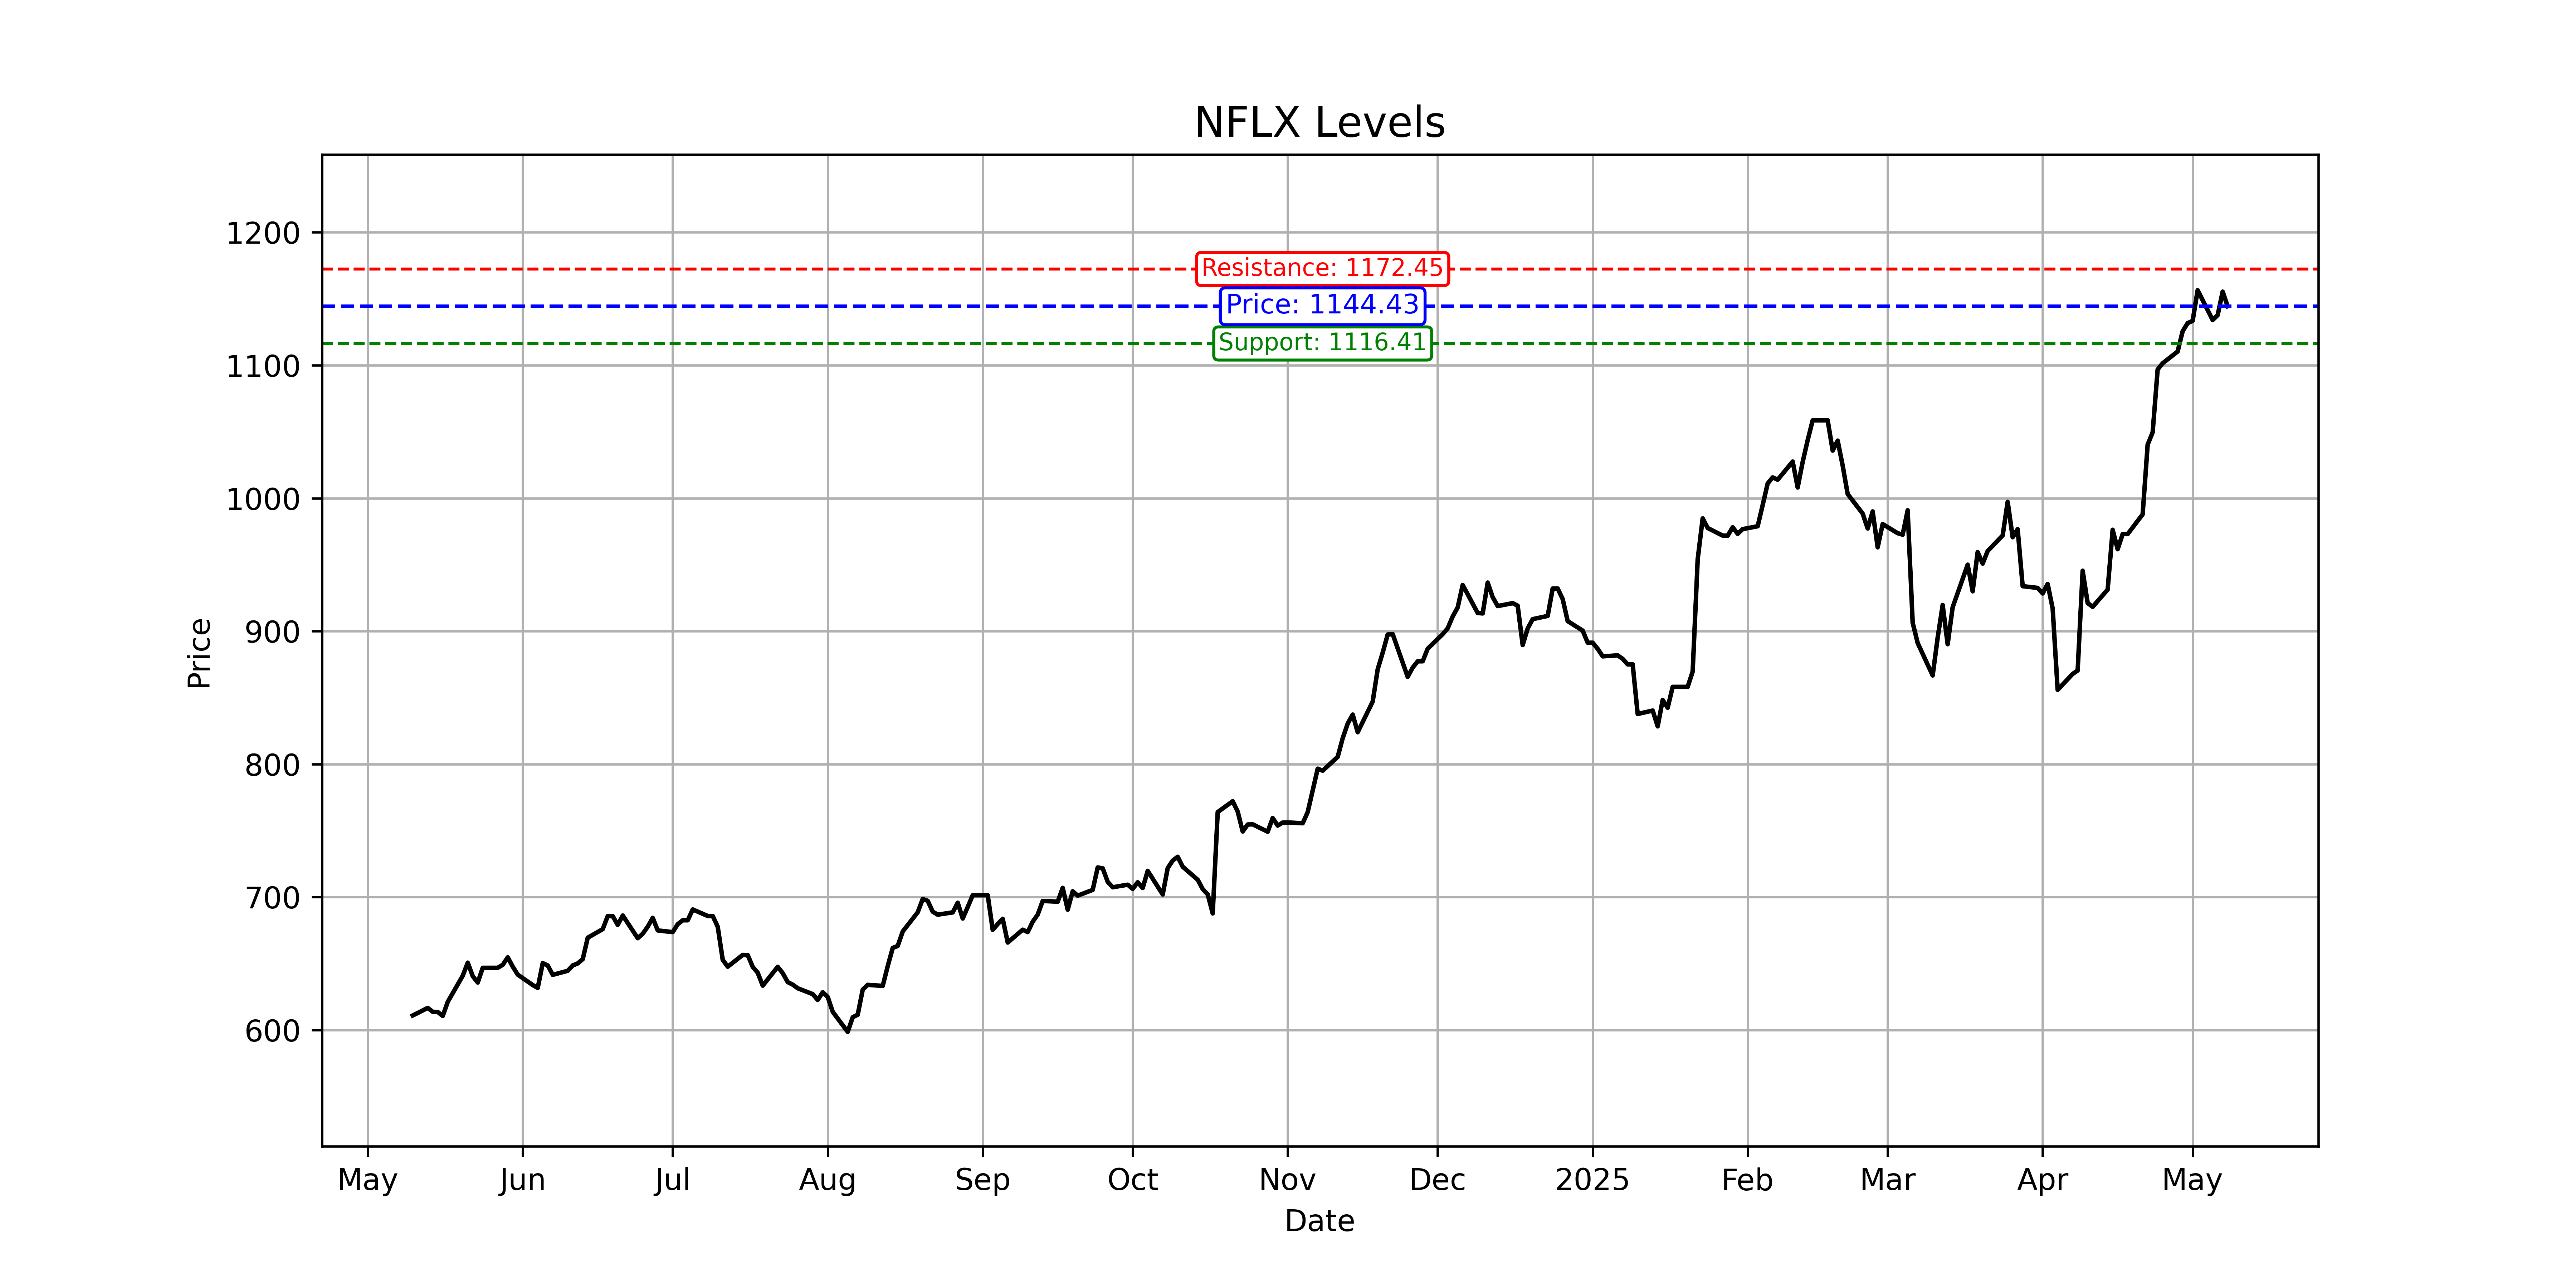 NFLX Levels
1200
Resistance: 1172.45
Price: 1144.43
Support: 1116.41
1100
1000
900
800
700
600
Price
May Jun Jul Aug Sep Oct Nov Dec 2025 Feb Mar Apr May
Date